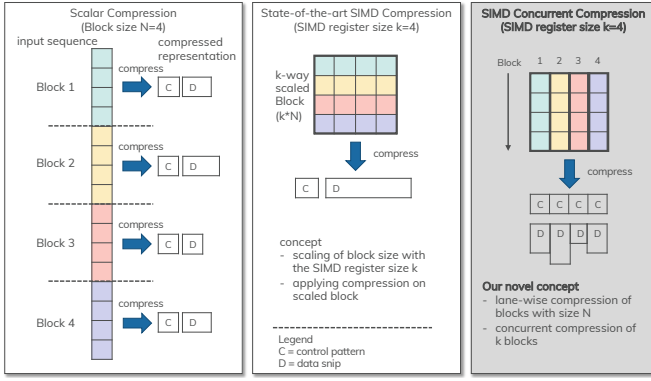 Scalar Compression
(Block size N=4)
input sequence
compressed
representation
Block 1
compress
C D
Block 2
compress
C D
Block 3
compress
C D
Block 4
compress
C D
State-of-the-art SIMD Compression
(SIMD register size k=4)
k-way
scaled
Block
(k*N)
compress
C D
concept
- scaling of block size with
the SIMD register size k
- applying compression on
scaled block
Legend
C = control pattern
D = data snip
SIMD Concurrent Compression
(SIMD register size k=4)
Block 1 2 3 4
compress
C C C C
D D D D
Our novel concept
- lane-wise compression of
blocks with size N
- concurrent compression of
k blocks